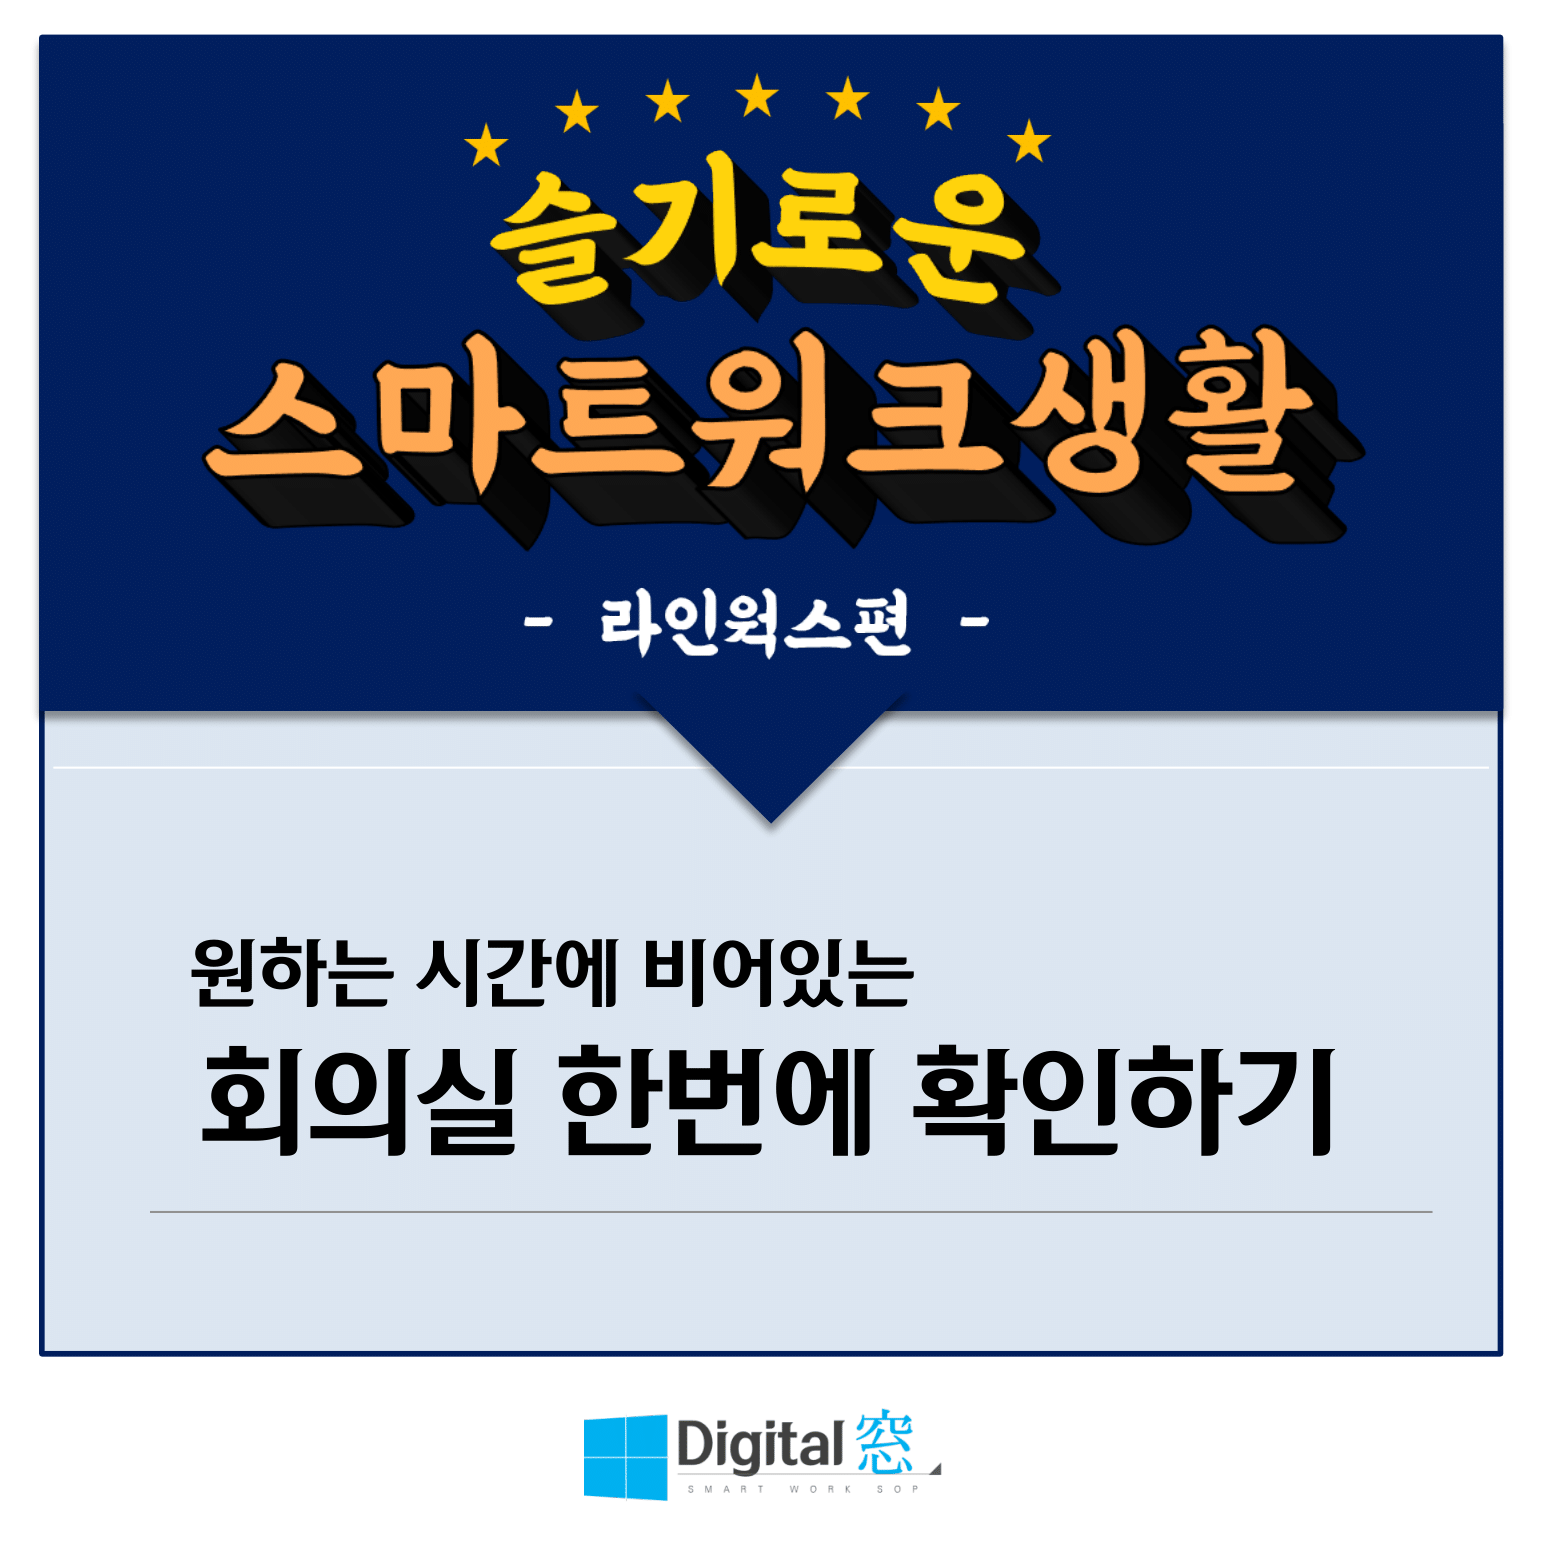 슬기로운
스마트워크생활
- 라인웍스편 -
원하는 시간에 비어있는
회의실 한번에 확인하기
Digital 窓
SMART WORK SOP